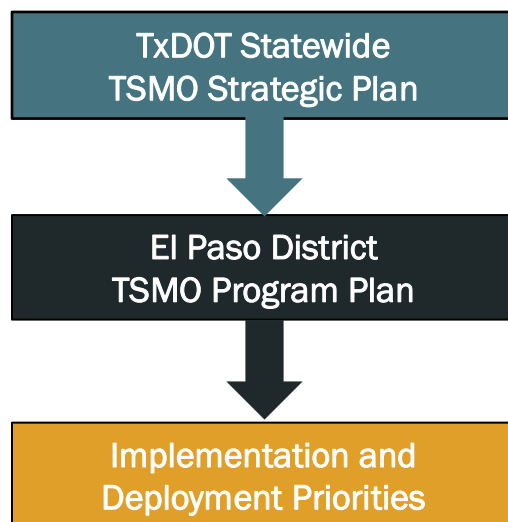 TxDOT Statewide
TSMO Strategic Plan
El Paso District
TSMO Program Plan
Implementation and
Deployment Priorities